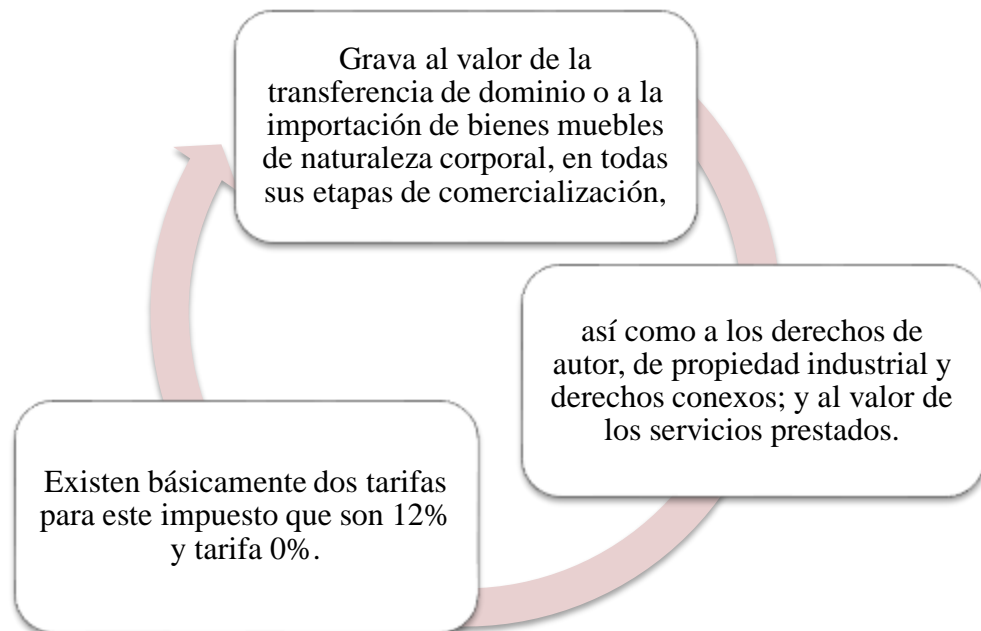 Grava al valor de la
transferencia de dominio o a la
importación de bienes muebles
de naturaleza corporal, en todas
sus etapas de comercialización,
así como a los derechos de
autor, de propiedad industrial y
derechos conexos; y al valor de
los servicios prestados.
Existen básicamente dos tarifas
para este impuesto que son 12%
y tarifa 0%.